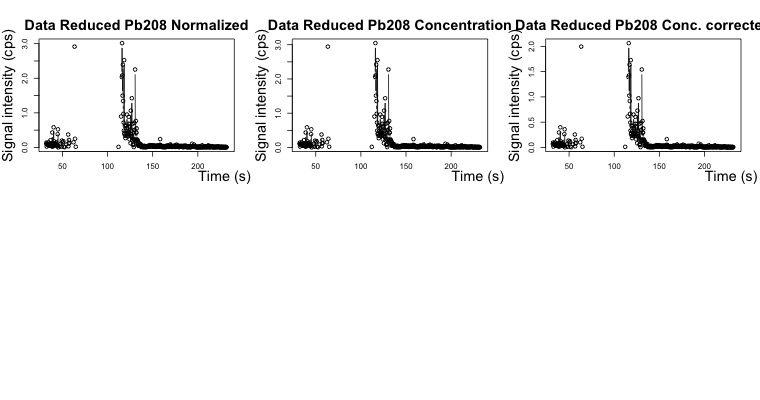 Data Reduced Pb208 Normalized
Signal intensity (cps)
0.0 1.0 2.0 3.0
50 100 150 200
Time (s)
Data Reduced Pb208 Concentration
Signal intensity (cps)
0.0 1.0 2.0 3.0
50 100 150 200
Time (s)
Data Reduced Pb208 Conc. correcte
Signal intensity (cps)
0.0 0.5 1.0 1.5 2.0
50 100 150 200
Time (s)